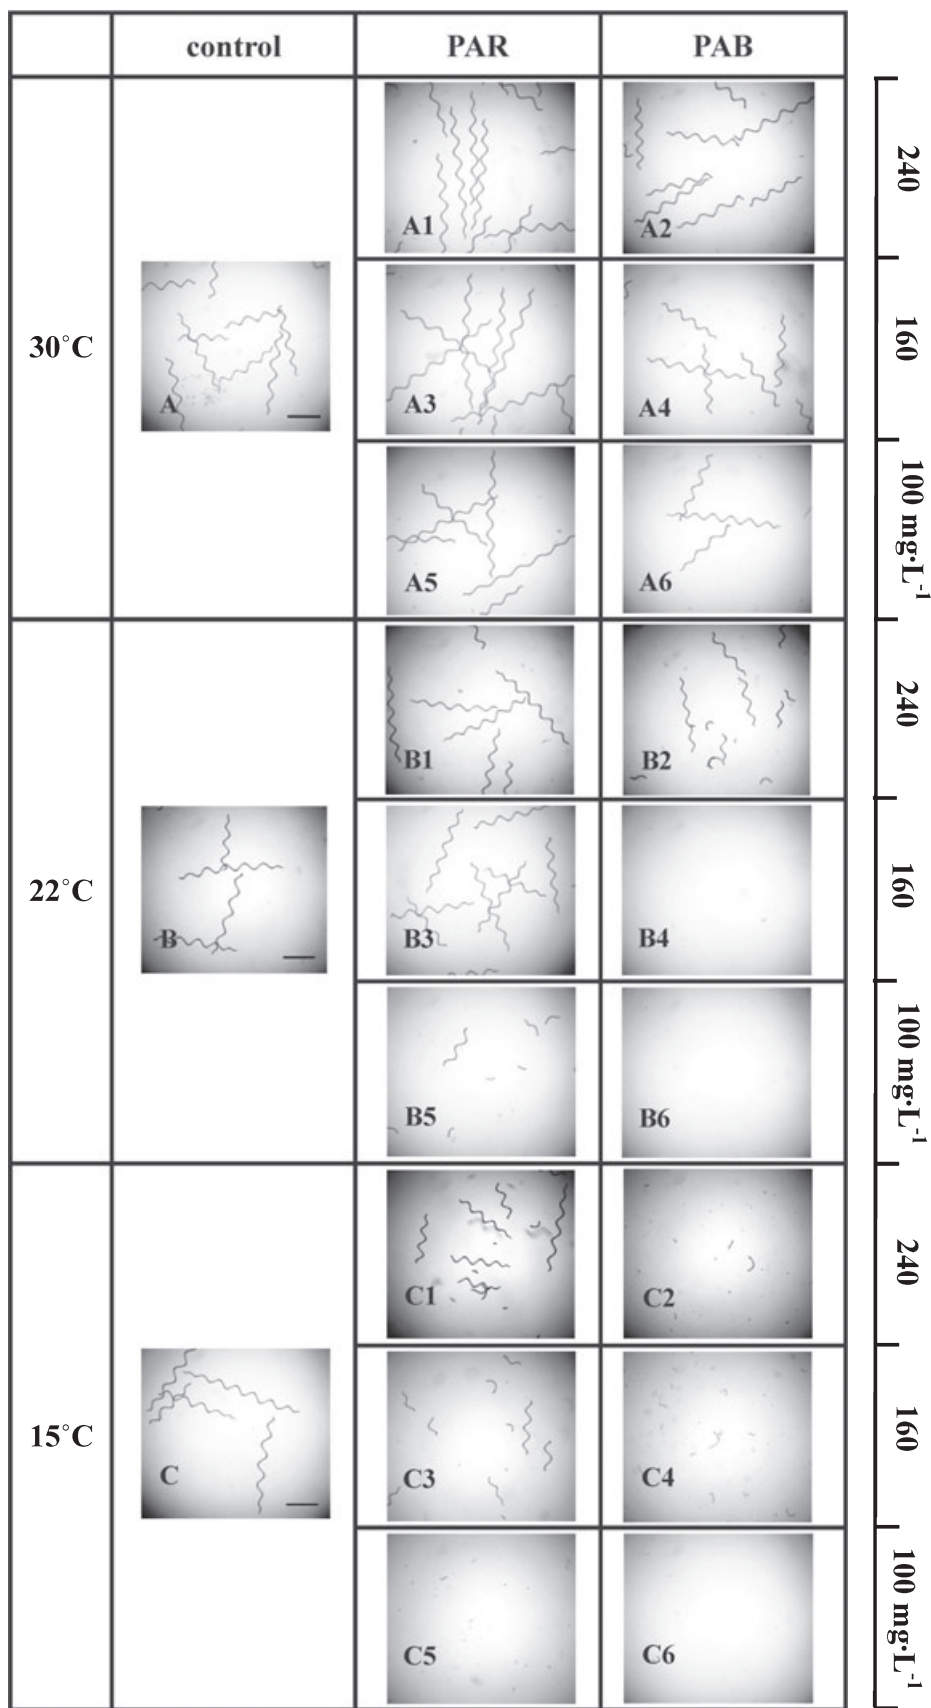 control PAR PAB
A1 A2 240
30°C A A3 A4 160
A5 A6 100 mg·L-1
B1 B2 240
22°C B B3 B4 160
B5 B6 100 mg·L-1
C1 C2 240
15°C C C3 C4 160
C5 C6 100 mg·L-1